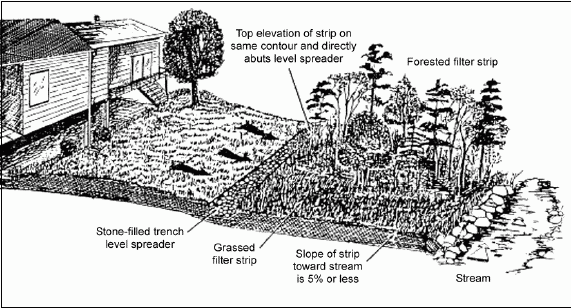 Top elevation of strip on
same contour and directly
abuts level spreader
Forested filter strip
Stone-filled trench
level spreader
Grassed
filter strip
Slope of strip
toward stream
is 5% or less
Stream